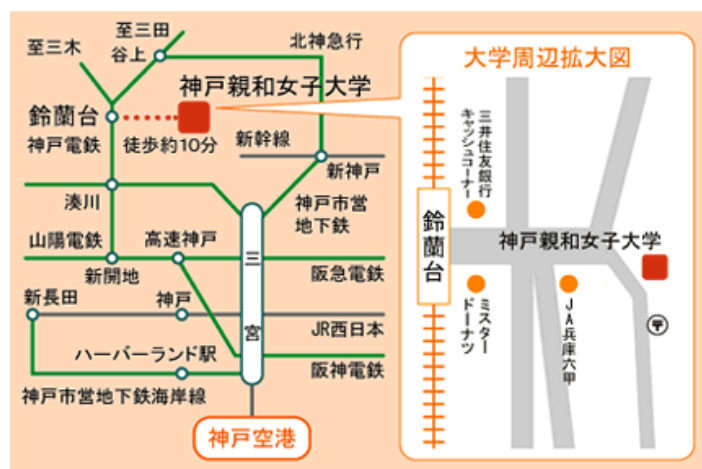 至三田
至三木
谷上
北神急行
神戸親和女子大学
鈴蘭台
神戸電鉄
徒歩約10分
新幹線
新神戸
湊川
神戸市営
地下鉄
山陽電鉄
高速神戸
三宮
新開地
阪急電鉄
新長田
神戸
JR西日本
ハーバーランド駅
阪神電鉄
神戸市営地下鉄海岸線
神戸空港
大学周辺拡大図
三井住友銀行
キャッシュコーナー
鈴蘭台
神戸親和女子大学
ミスター
ドーナツ
JA兵庫六甲
〒